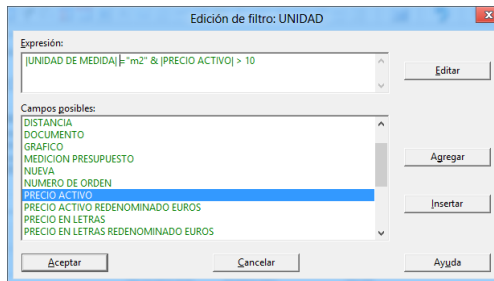 Edición de filtro: UNIDAD
x
Expresión:
|UNIDAD DE MEDIDA| ="m2" & |PRECIO ACTIVO| > 10
Editar
Campos posibles:
DISTANCIA
DOCUMENTO
GRAFICO
MEDICION PRESUPUESTO
NUEVA
NUMERO DE ORDEN
PRECIO ACTIVO
PRECIO ACTIVO REDENOMINADO EUROS
PRECIO EN LETRAS
PRECIO EN LETRAS REDENOMINADO EUROS
Agregar
Insertar
Aceptar
Cancelar
Ayuda